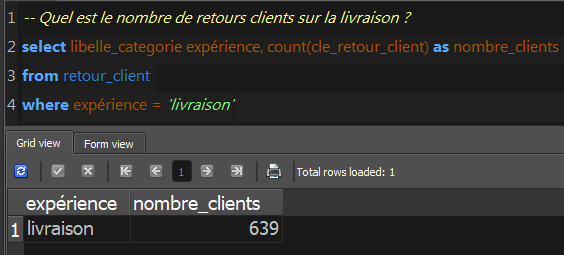 1 -- Quel est le nombre de retours clients sur la livraison ?
2 select libelle_categorie expérience, count(cle_retour_client) as nombre_clients
3 from retour_client
4 where expérience = 'livraison'
Grid view Form view
1 Total rows loaded: 1
expérience nombre_clients
1 livraison 639